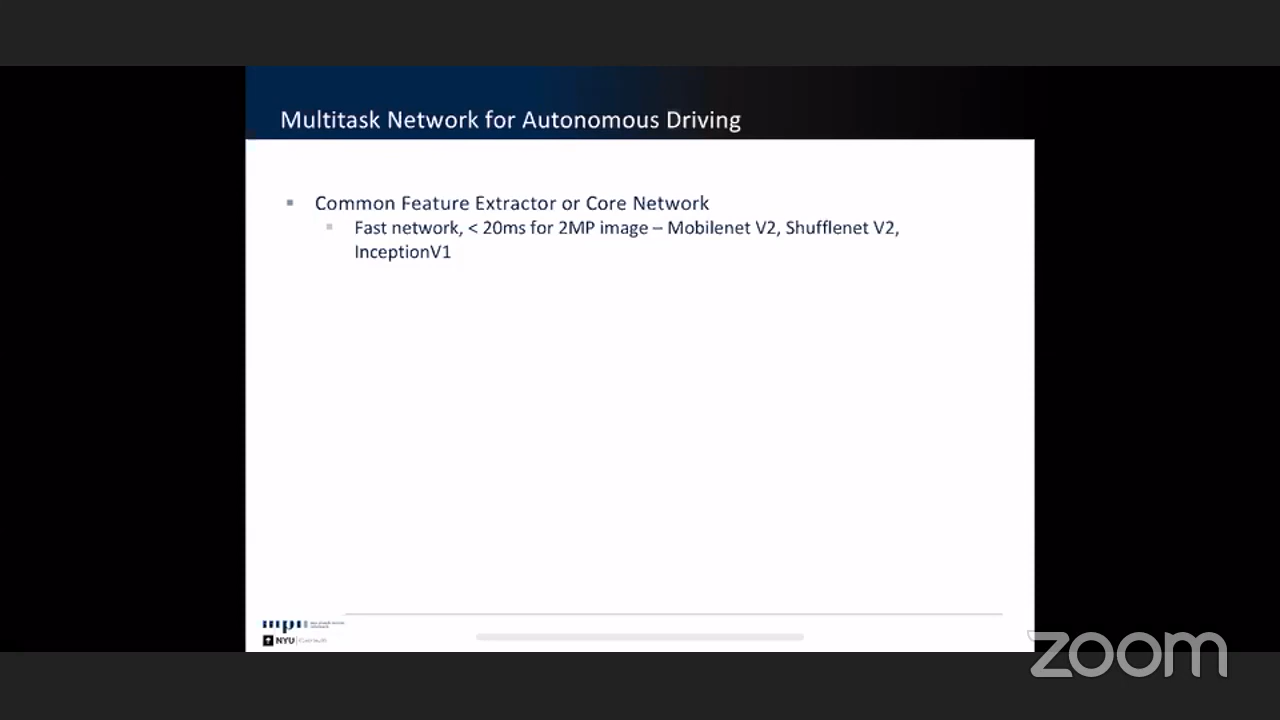 Multitask Network for Autonomous Driving
Common Feature Extractor or Core Network
Fast network, < 20ms for 2MP image – Mobilenet V2, Shufflenet V2,
InceptionV1
NYU
zoom